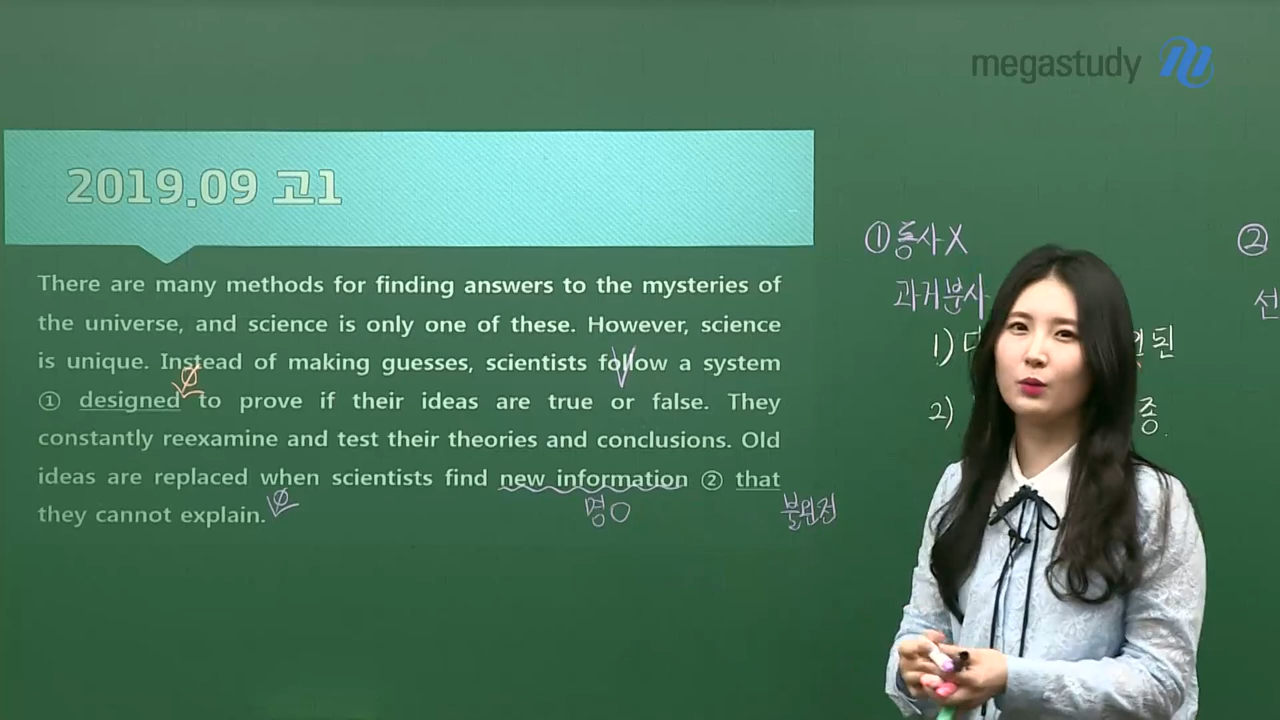 megastudy
2019.09 고1
There are many methods for finding answers to the mysteries of
the universe, and science is only one of these. However, science
is unique. Instead of making guesses, scientists follow a system
① designed to prove if their ideas are true or false. They
constantly reexamine and test their theories and conclusions. Old
ideas are replaced when scientists find new information ② that
they cannot explain.
명○
불완전
①동사X
과거분사
1)
된
2)
종
②
선